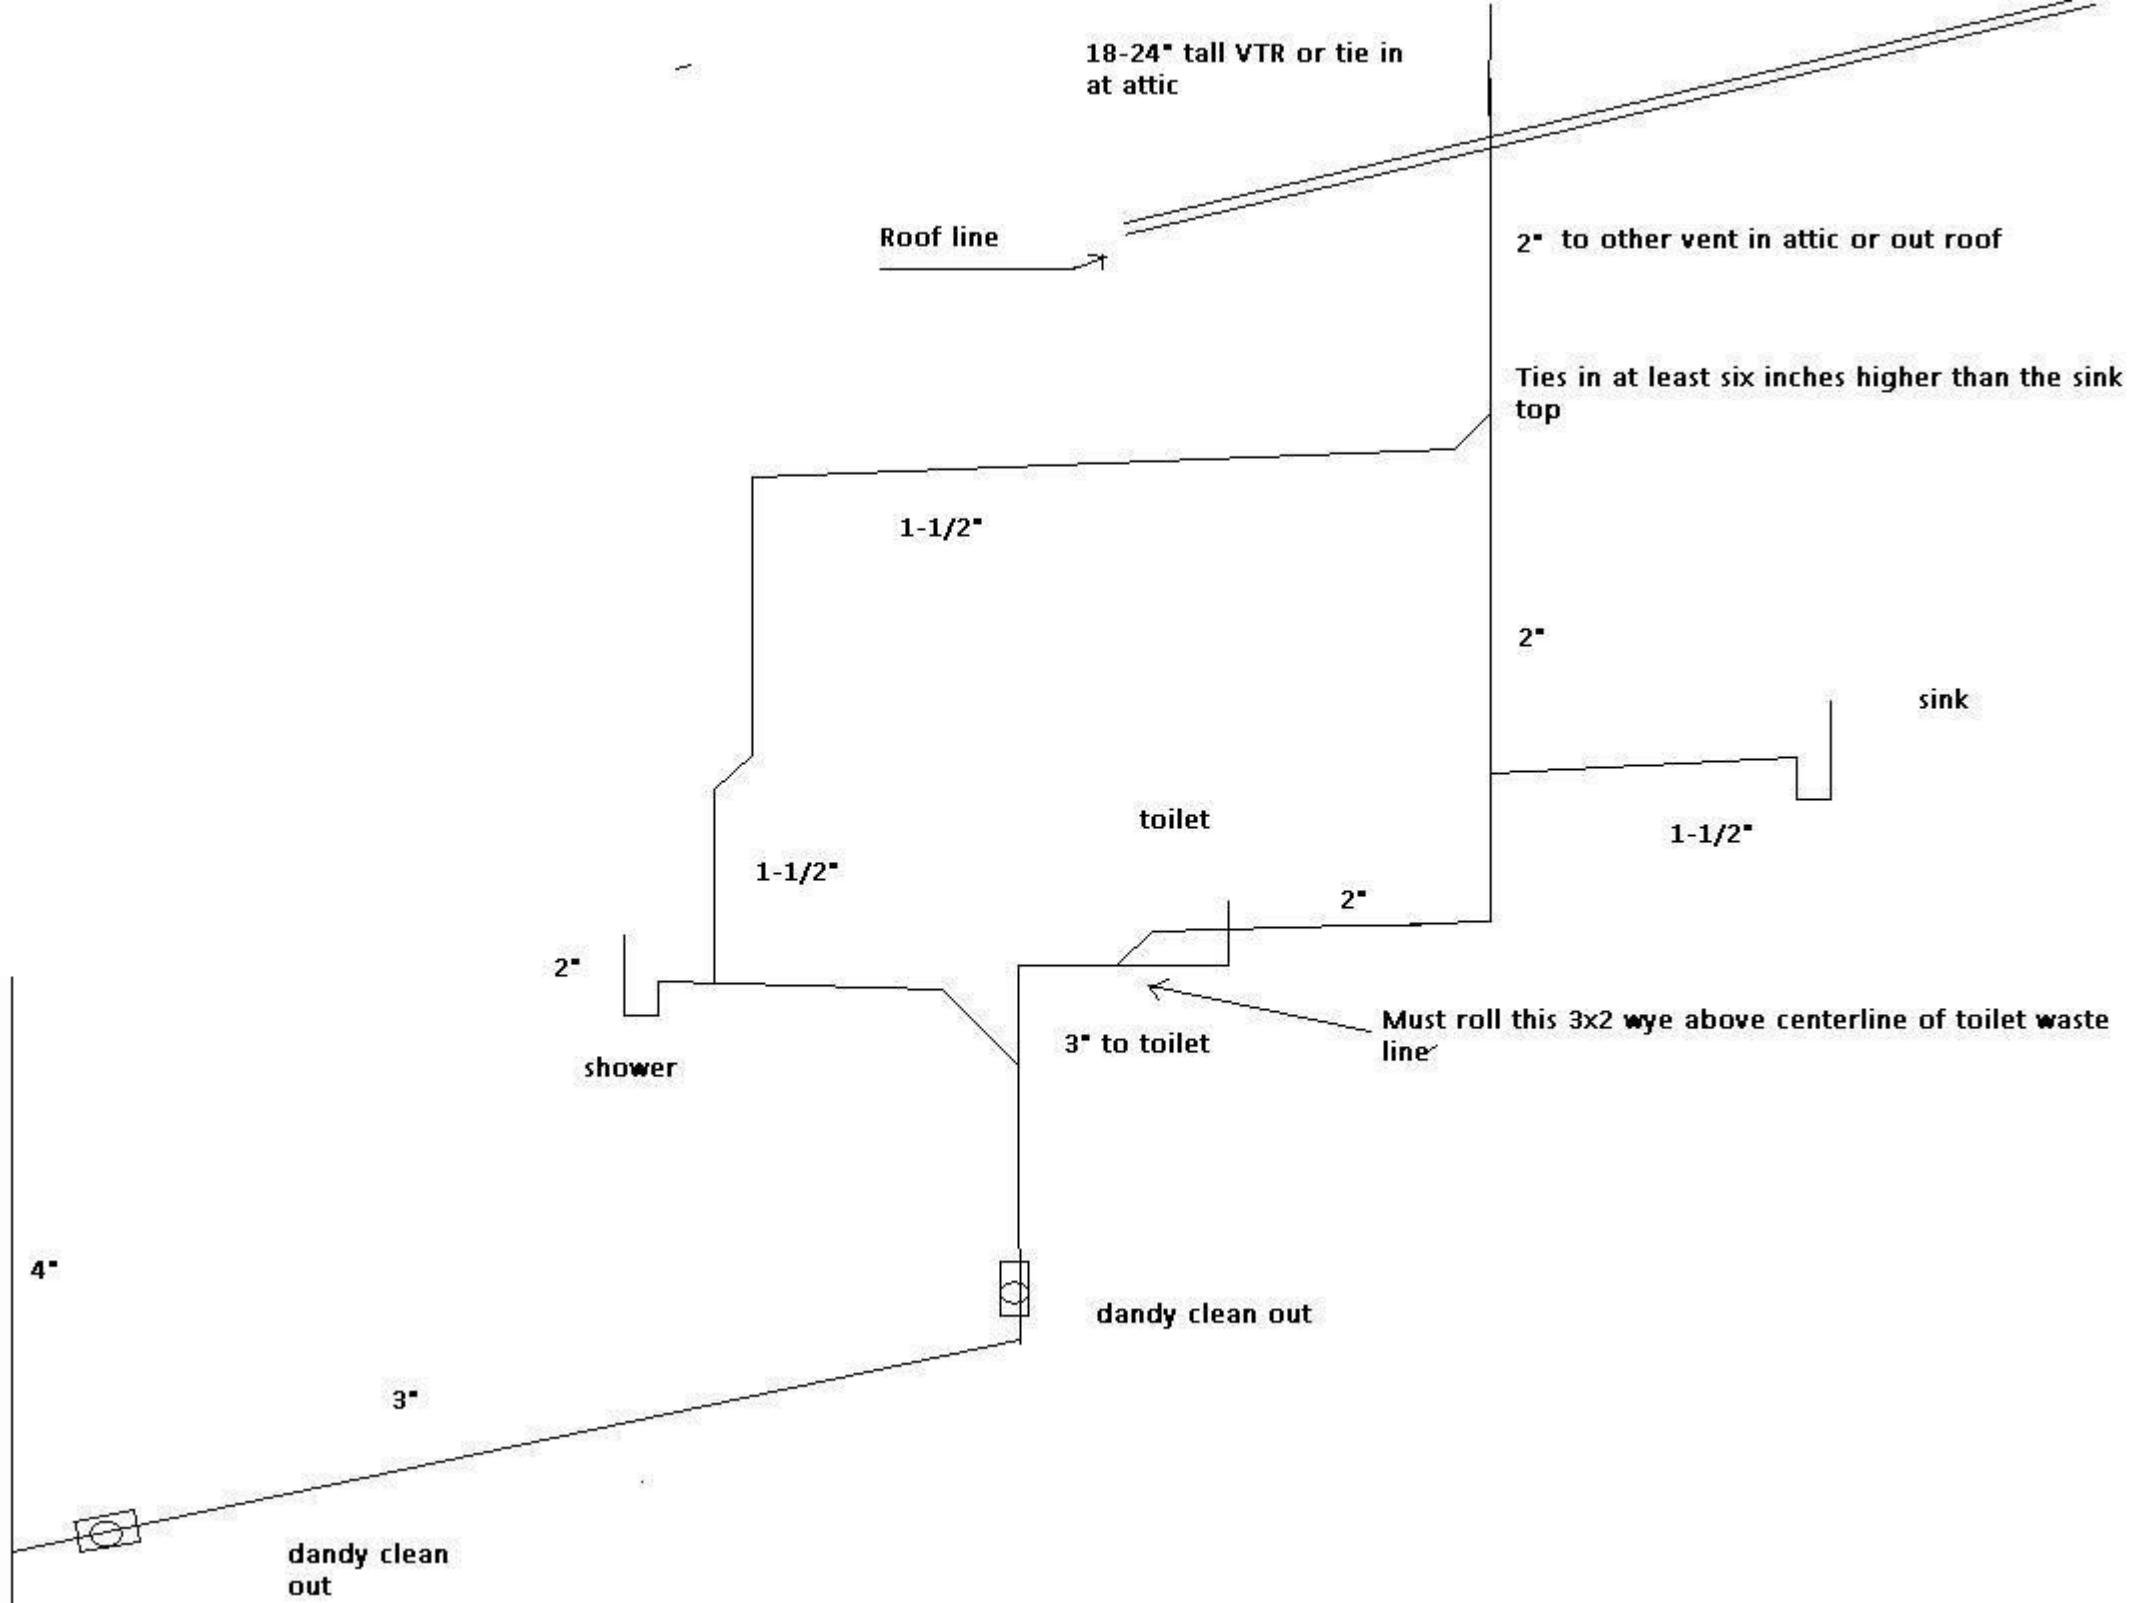 18-24" tall VTR or tie in
at attic
Roof line
2" to other vent in attic or out roof
Ties in at least six inches higher than the sink
top
1-1/2"
2"
sink
toilet
1-1/2"
1-1/2"
2"
2"
shower
3" to toilet
Must roll this 3x2 wye above centerline of toilet waste
line
4"
dandy clean out
3"
dandy clean
out